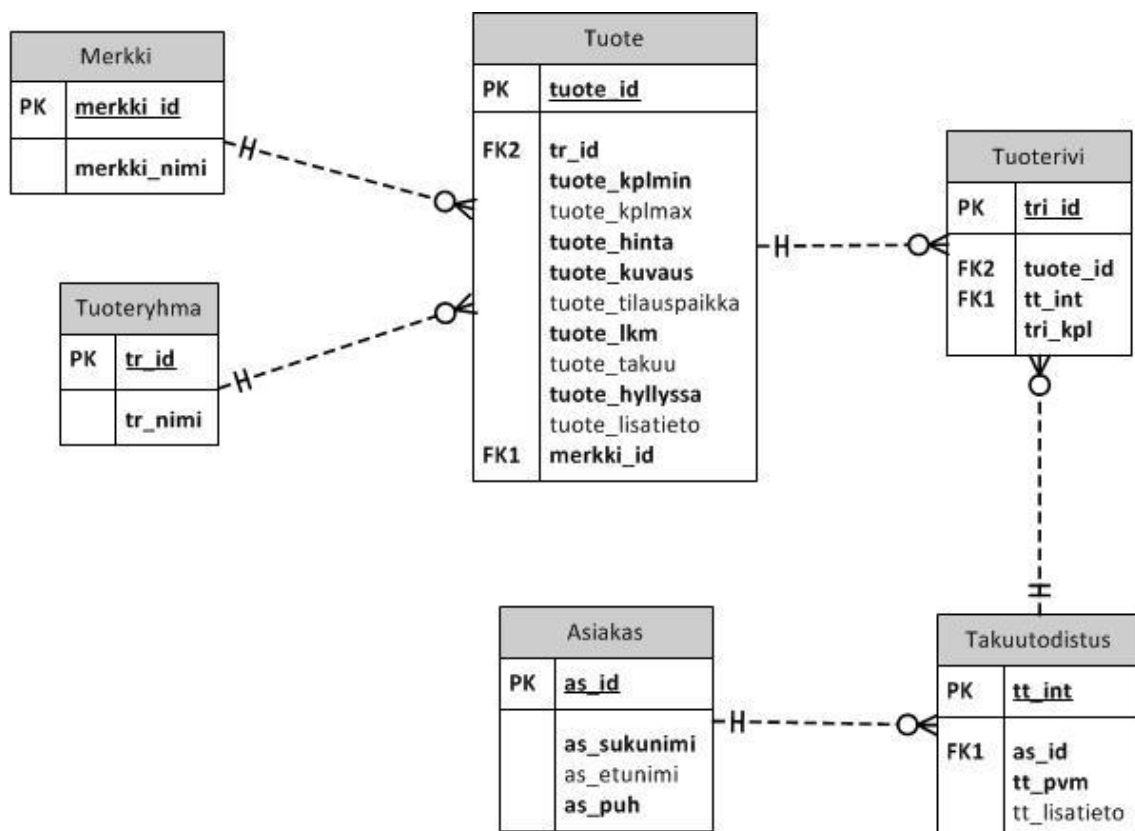 Merkki
PK merkki_id
merkki_nimi
Tuoteryhma
PK tr_id
tr_nimi
Tuote
PK tuote_id
FK2 tr_id
tuote_kplmin
tuote_kplmax
tuote_hinta
tuote_kuvaus
tuote_tilauspaikka
tuote_lkm
tuote_takuu
tuote_hyllyssa
tuote_lisatieto
FK1 merkki_id
Tuoterivi
PK tri_id
FK2 tuote_id
FK1 tt_int
tri_kpl
Asiakas
PK as_id
as_sukunimi
as_etunimi
as_puh
Takuutodistus
PK tt_int
FK1 as_id
tt_pvm
tt_lisatieto